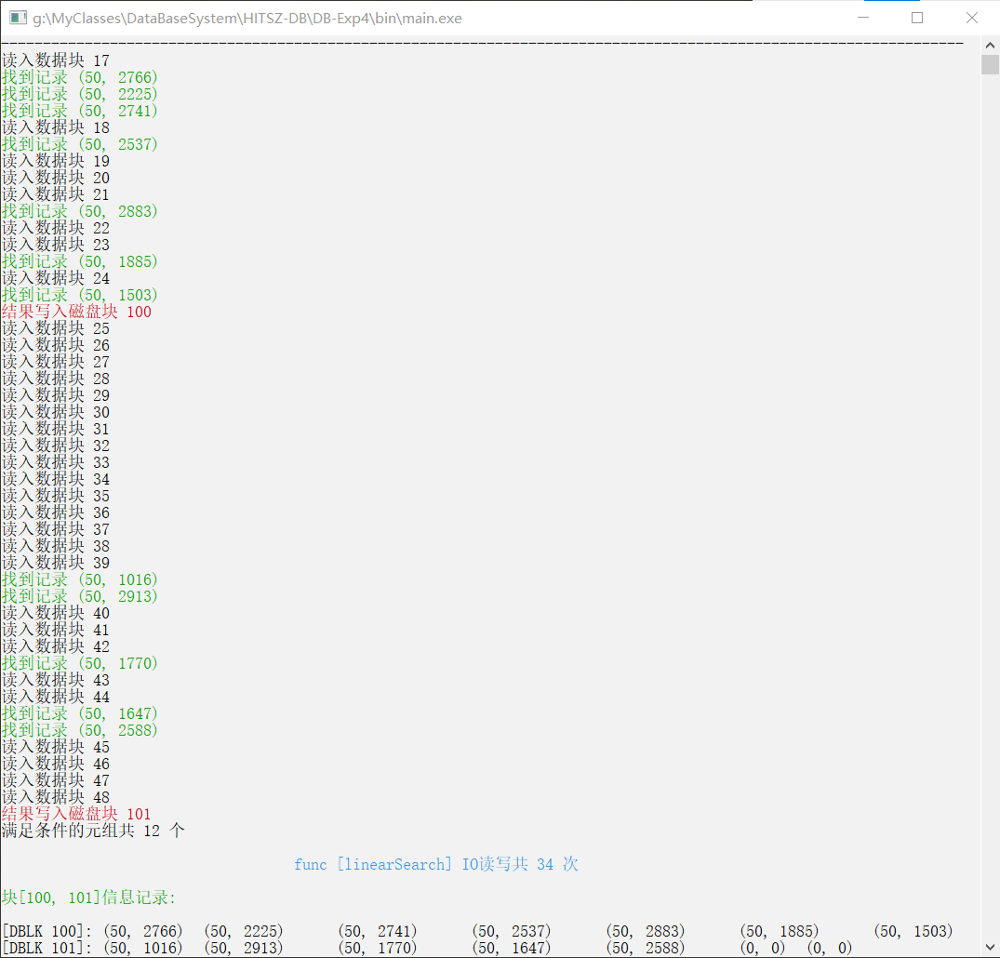 g:\MyClasses\DataBaseSystem\HITSZ-DB\DB-Exp4\bin\main.exe
读入数据块 17
找到记录 (50, 2766)
找到记录 (50, 2225)
找到记录 (50, 2741)
读入数据块 18
找到记录 (50, 2537)
读入数据块 19
读入数据块 20
读入数据块 21
找到记录 (50, 2883)
读入数据块 22
读入数据块 23
找到记录 (50, 1885)
读入数据块 24
找到记录 (50, 1503)
结果写入磁盘块 100
读入数据块 25
读入数据块 26
读入数据块 27
读入数据块 28
读入数据块 29
读入数据块 30
读入数据块 31
读入数据块 32
读入数据块 33
读入数据块 34
读入数据块 35
读入数据块 36
读入数据块 37
读入数据块 38
读入数据块 39
找到记录 (50, 1016)
找到记录 (50, 2913)
读入数据块 40
读入数据块 41
读入数据块 42
找到记录 (50, 1770)
读入数据块 43
读入数据块 44
找到记录 (50, 1647)
找到记录 (50, 2588)
读入数据块 45
读入数据块 46
读入数据块 47
读入数据块 48
结果写入磁盘块 101
满足条件的元组共 12 个
func [linearSearch] IO读写共 34 次
块[100, 101]信息记录:
[DBLK 100]: (50, 2766) (50, 2225) (50, 2741) (50, 2537) (50, 2883) (50, 1885) (50, 1503)
[DBLK 101]: (50, 1016) (50, 2913) (50, 1770) (50, 1647) (50, 2588) (0, 0) (0, 0)